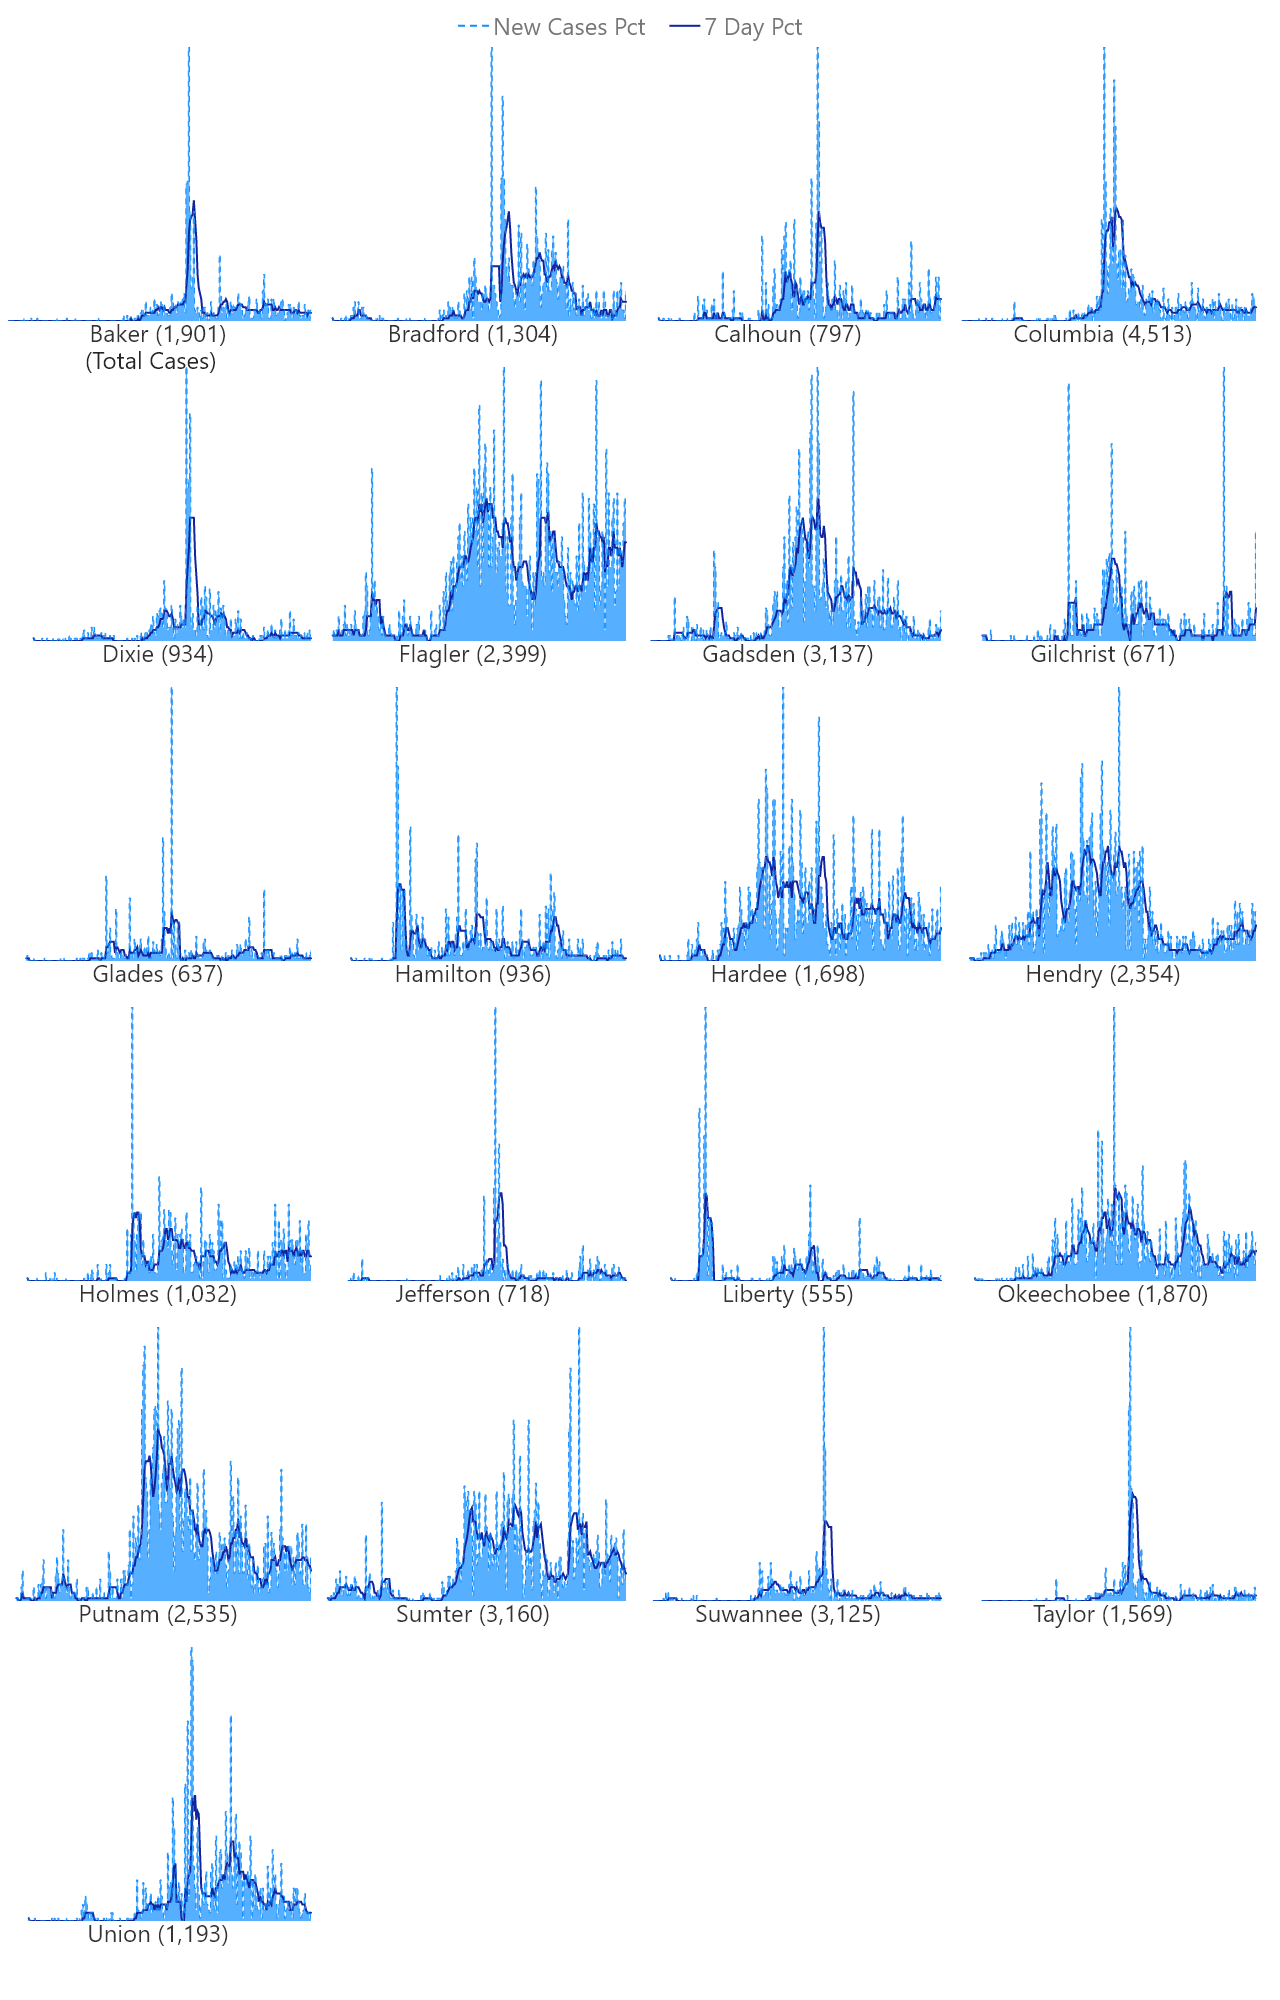 New Cases Pct 7 Day Pct
Baker (1,901) Bradford (1,304) Calhoun (797) Columbia (4,513)
(Total Cases)
Dixie (934) Flagler (2,399) Gadsden (3,137) Gilchrist (671)
Glades (637) Hamilton (936) Hardee (1,698) Hendry (2,354)
Holmes (1,032) Jefferson (718) Liberty (555) Okeechobee (1,870)
Putnam (2,535) Sumter (3,160) Suwannee (3,125) Taylor (1,569)
Union (1,193)